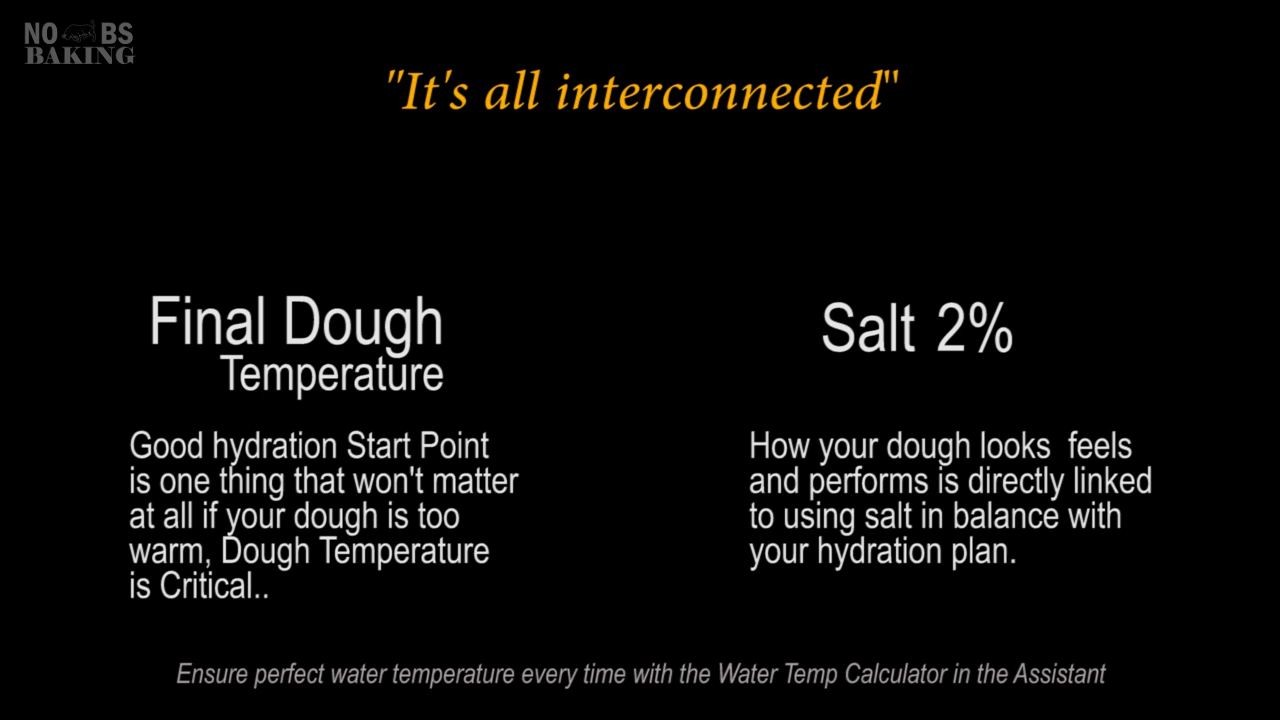 NO BS
BAKING
"It's all interconnected"
Final Dough
Temperature
Good hydration Start Point
is one thing that won't matter
at all if your dough is too
warm, Dough Temperature
is Critical..
Salt 2%
How your dough looks  feels
and performs is directly linked
to using salt in balance with
your hydration plan.
Ensure perfect water temperature every time with the Water Temp Calculator in the Assistant